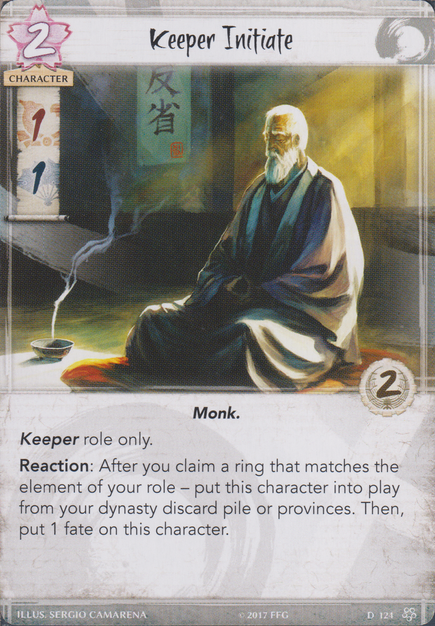 2
Keeper Initiate
CHARACTER
1
1
反
省
2
Monk.
Keeper role only.
Reaction: After you claim a ring that matches the
element of your role – put this character into play
from your dynasty discard pile or provinces. Then,
put 1 fate on this character.
ILLUS. SERGIO CAMARENA
© 2017 FFG
D 121